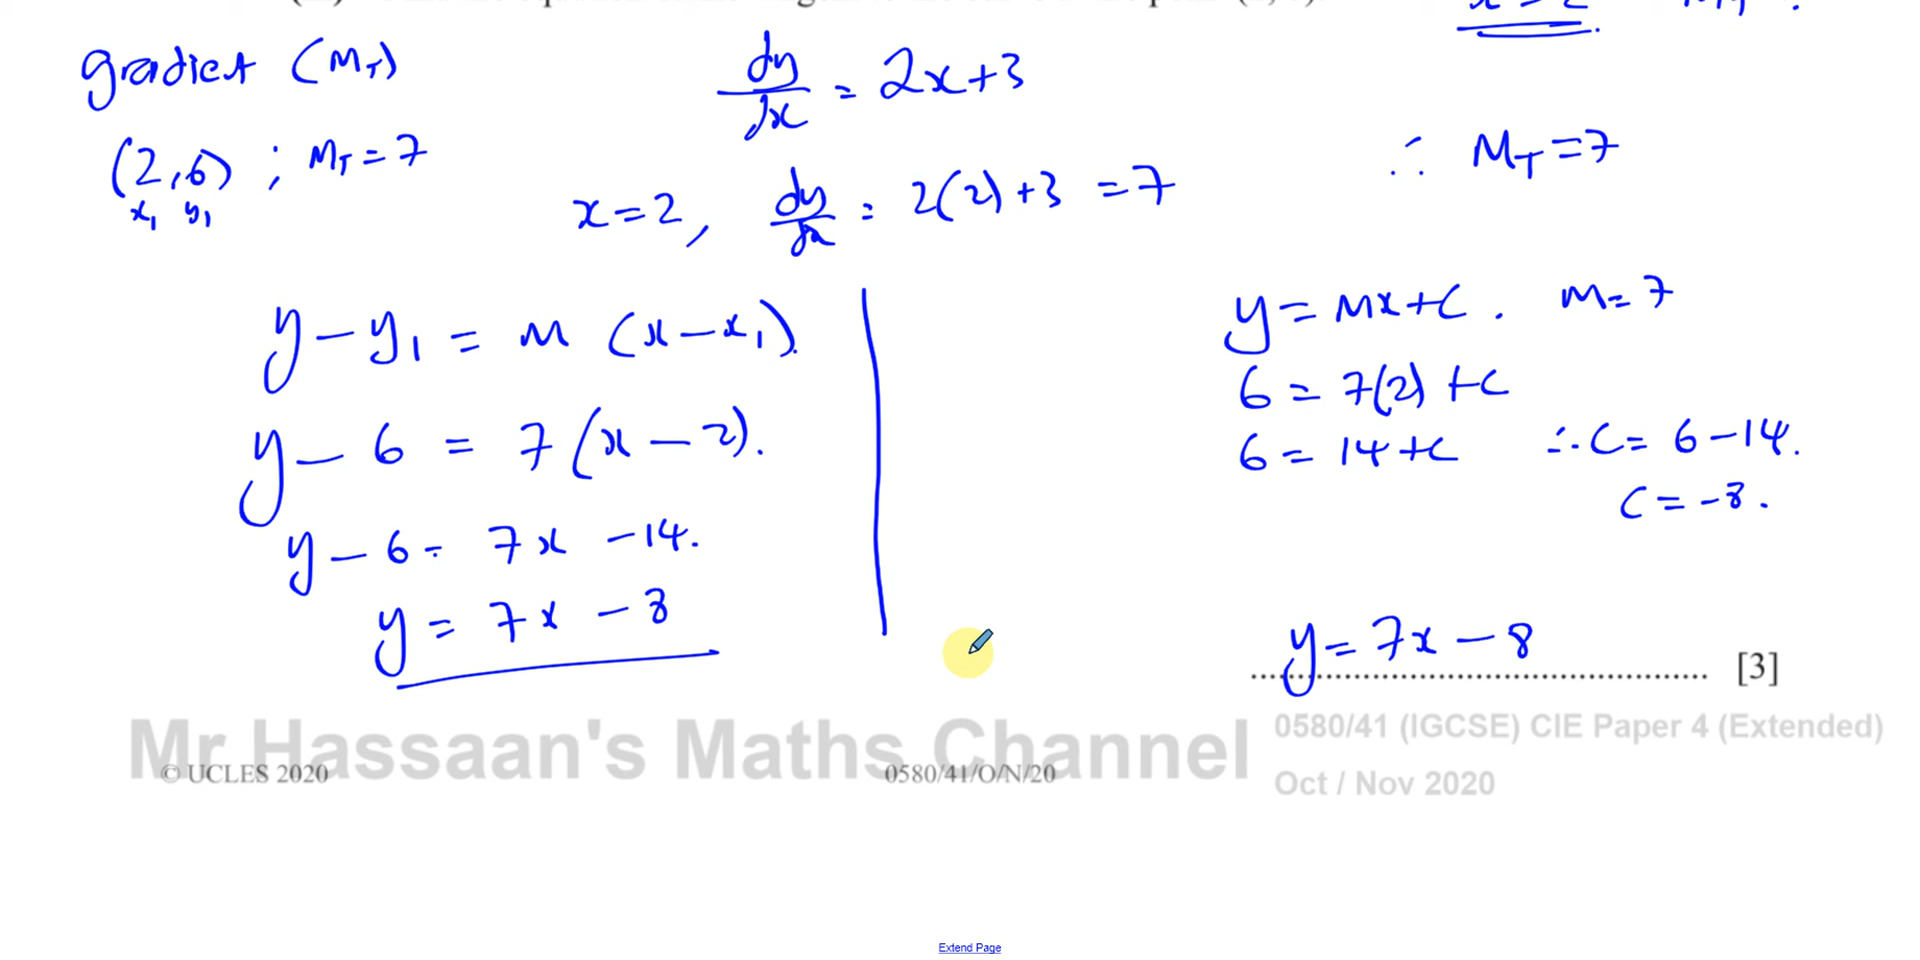 gradient (M_T)
dy/dx = 2x+3
(2,6) ; M_T = 7
x₁ y₁
x=2, dy/dx = 2(2)+3 = 7
∴ M_T = 7
y – y₁ = m (x – x₁).
y – 6 = 7(x – 2).
y – 6 = 7x – 14.
y = 7x – 8
y = mx+c. m = 7
6 = 7(2) + c
6 = 14 + c ∴ c = 6 – 14.
c = –8.
y = 7x – 8
[3]
Mr Hassaan's Maths Channel
0580/41 (IGCSE) CIE Paper 4 (Extended)
Oct / Nov 2020
© UCLES 2020
0580/41/O/N/20
Extend Page